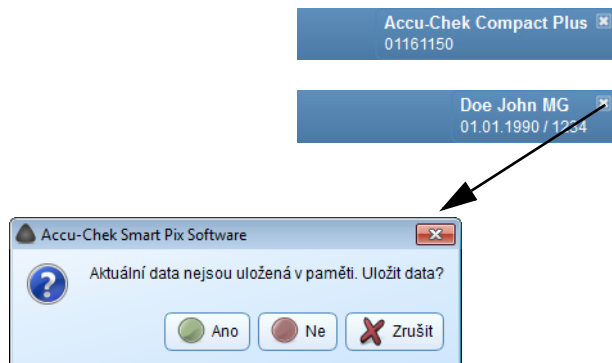 Accu-Chek Compact Plus
01161150
Doe John MG
01.01.1990 / 1234
Accu-Chek Smart Pix Software
Aktuální data nejsou uložená v paměti. Uložit data?
Ano
Ne
Zrušit